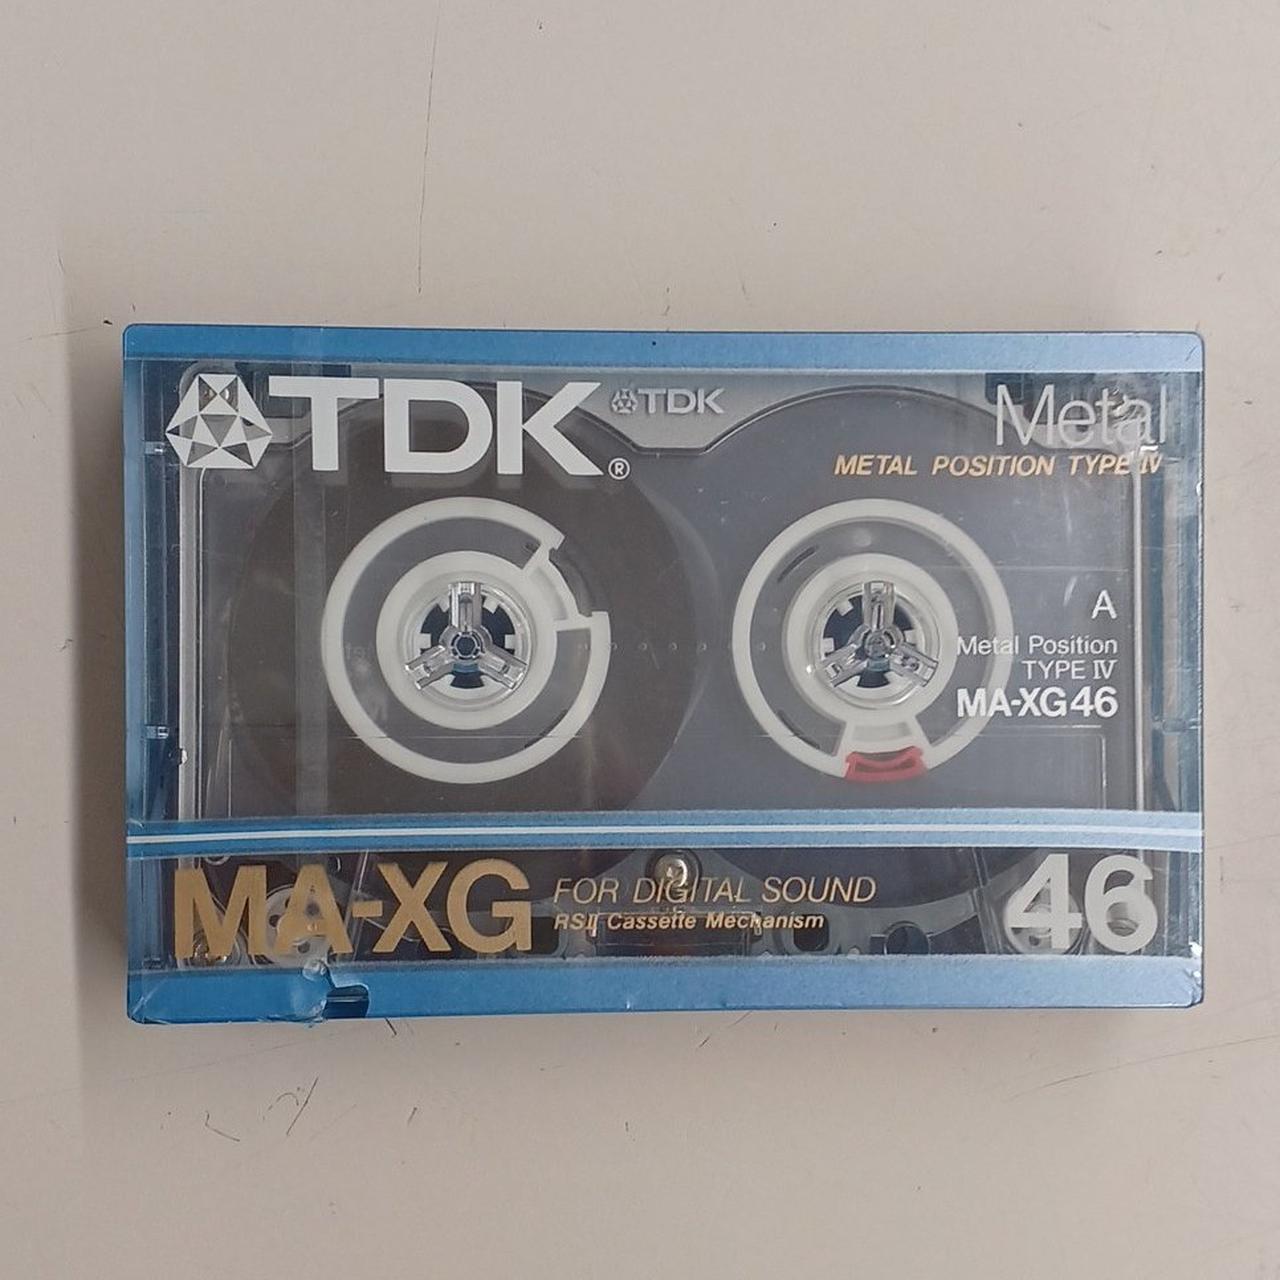 TDK®
TDK
Metal
METAL POSITION TYPE IV
A
Metal Position
TYPE IV
MA-XG46
MA-XG
FOR DIGITAL SOUND
RSII Cassette Mechanism
46